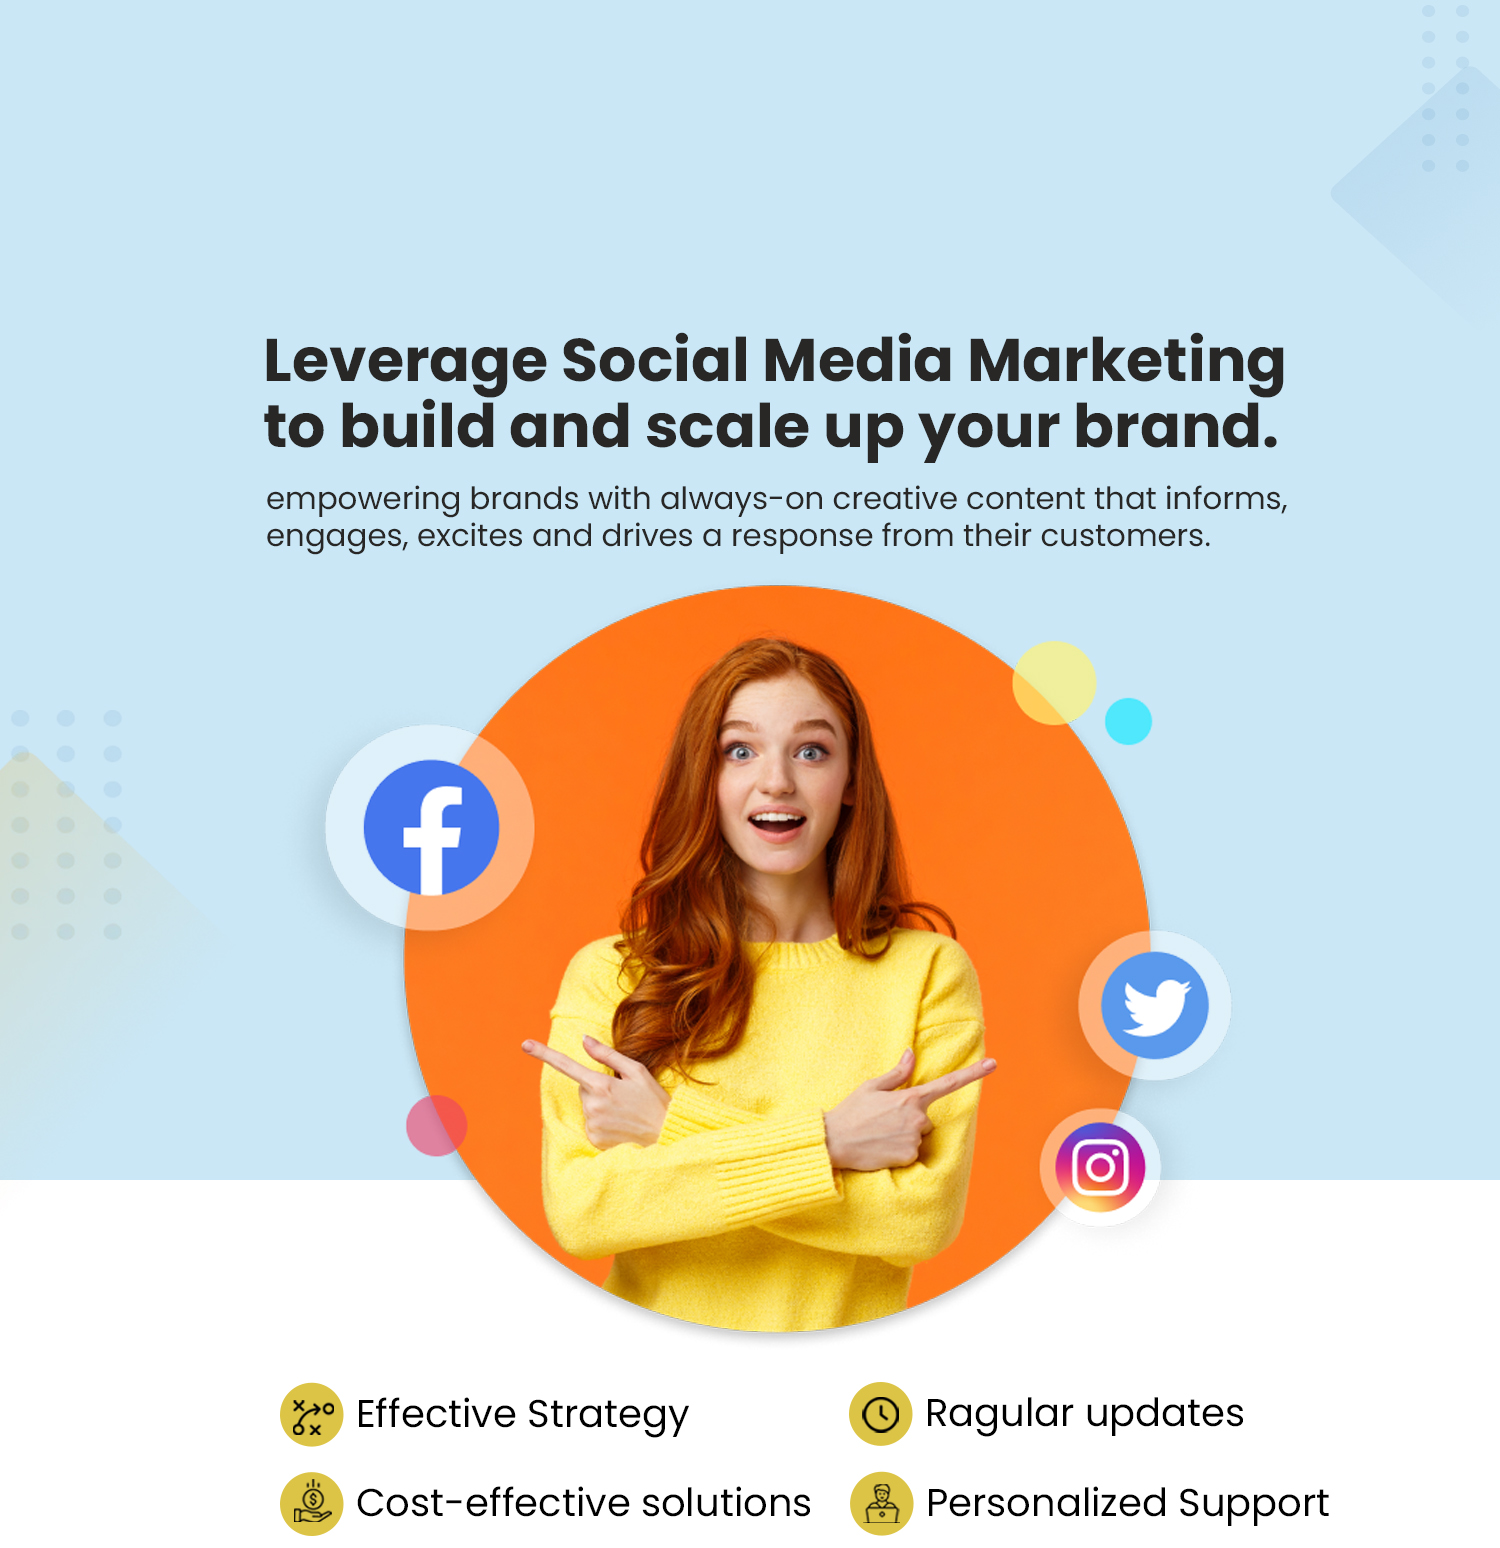 Leverage Social Media Marketing
to build and scale up your brand.
empowering brands with always-on creative content that informs,
engages, excites and drives a response from their customers.
Effective Strategy
Ragular updates
Cost-effective solutions
Personalized Support